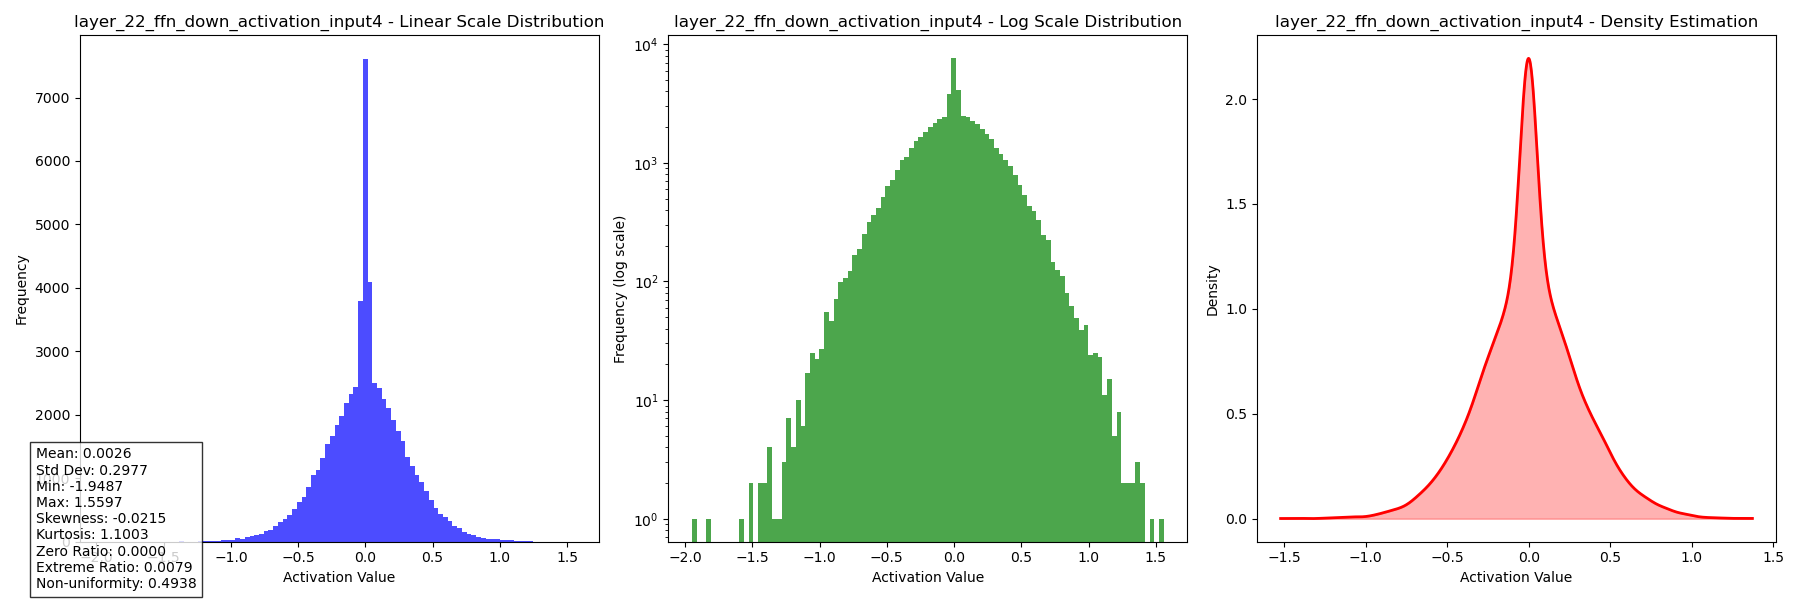 layer_22_ffn_down_activation_input4 - Linear Scale Distribution
7000
6000
5000
4000
3000
2000
Frequency
Mean: 0.0026
Std Dev: 0.2977
Min: -1.9487
Max: 1.5597
Skewness: -0.0215
Kurtosis: 1.1003
Zero Ratio: 0.0000
Extreme Ratio: 0.0079
Non-uniformity: 0.4938
−1.0 −0.5 0.0 0.5 1.0 1.5
Activation Value
layer_22_ffn_down_activation_input4 - Log Scale Distribution
10^4
10^3
10^2
10^1
10^0
Frequency (log scale)
−2.0 −1.5 −1.0 −0.5 0.0 0.5 1.0 1.5
Activation Value
layer_22_ffn_down_activation_input4 - Density Estimation
2.0
1.5
1.0
0.5
0.0
Density
−1.5 −1.0 −0.5 0.0 0.5 1.0 1.5
Activation Value